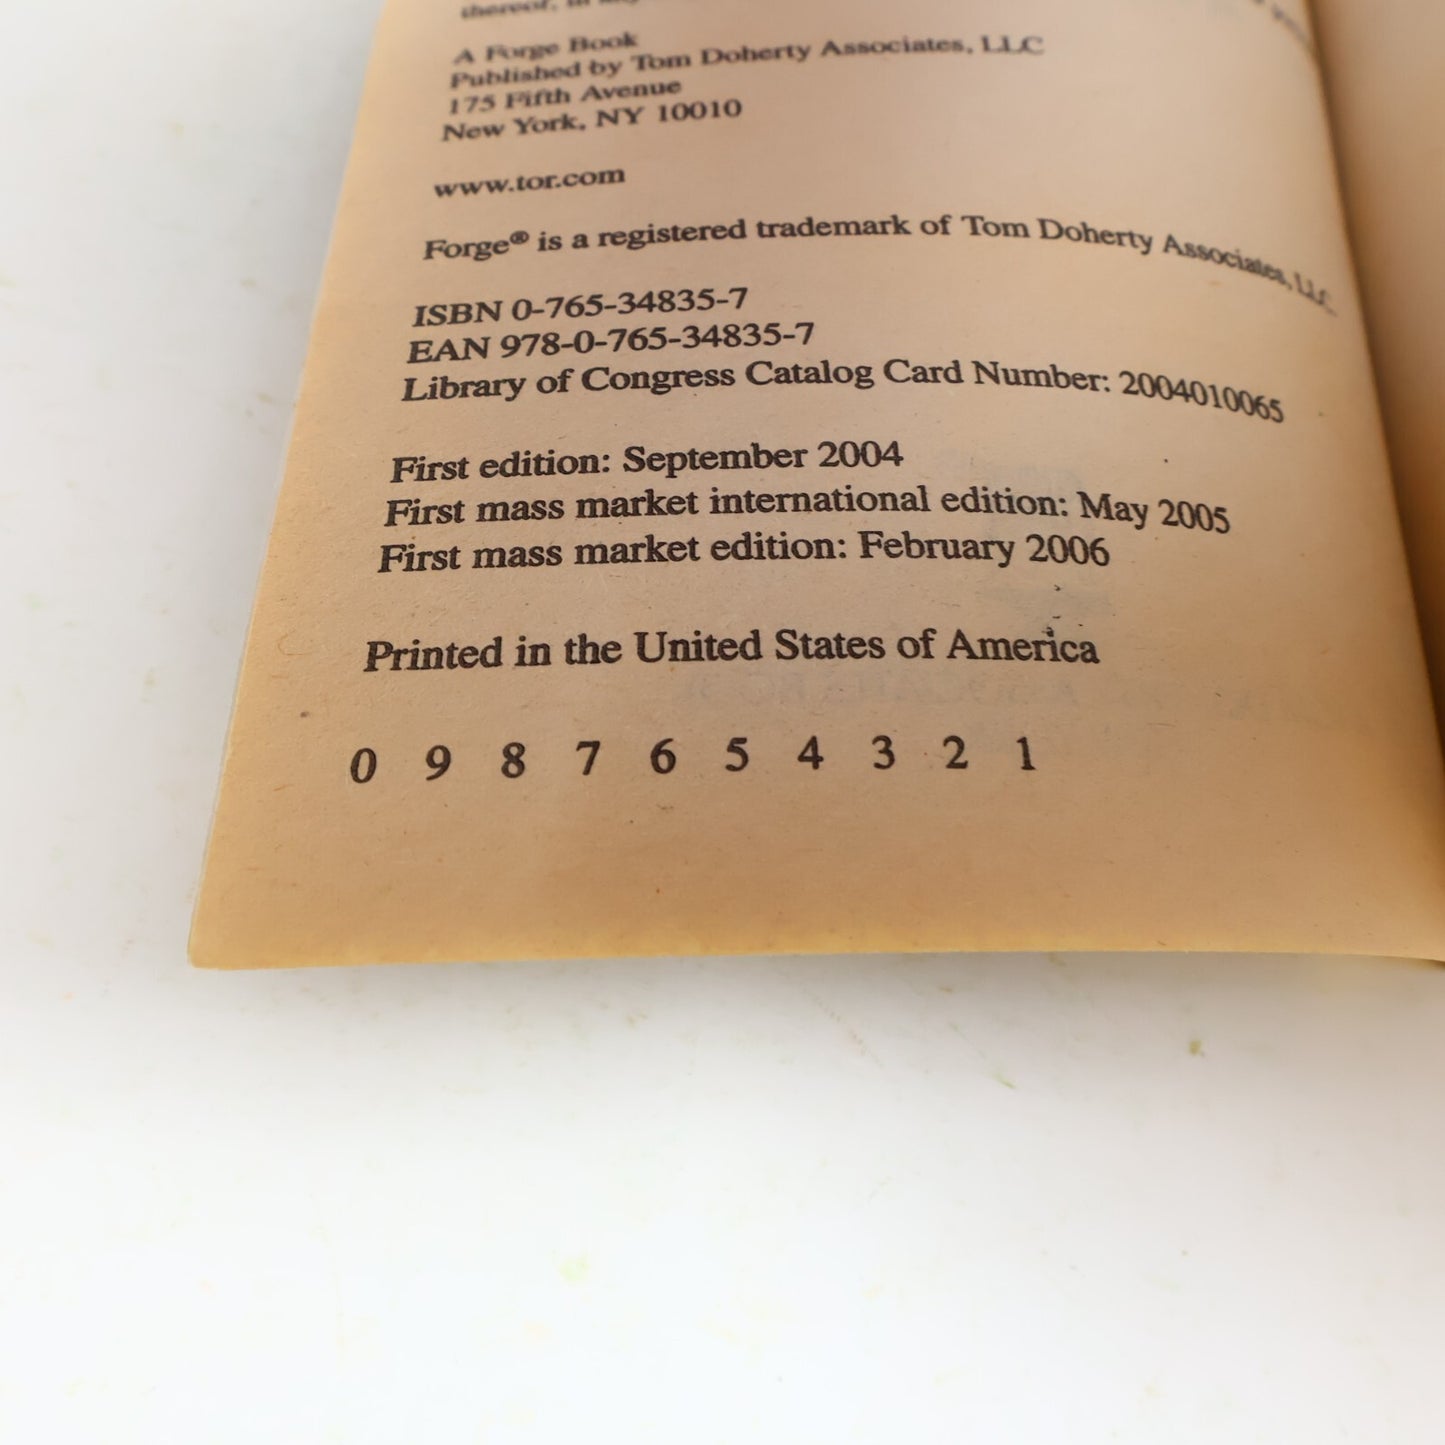 thereof, in
A Forge Book
Published by Tom Doherty Associates, LLC
175 Fifth Avenue
New York, NY 10010
www.tor.com
Forge® is a registered trademark of Tom Doherty Associates, LLC.
ISBN 0-765-34835-7
EAN 978-0-765-34835-7
Library of Congress Catalog Card Number: 2004010065
First edition: September 2004
First mass market international edition: May 2005
First mass market edition: February 2006
Printed in the United States of America
0 9 8 7 6 5 4 3 2 1